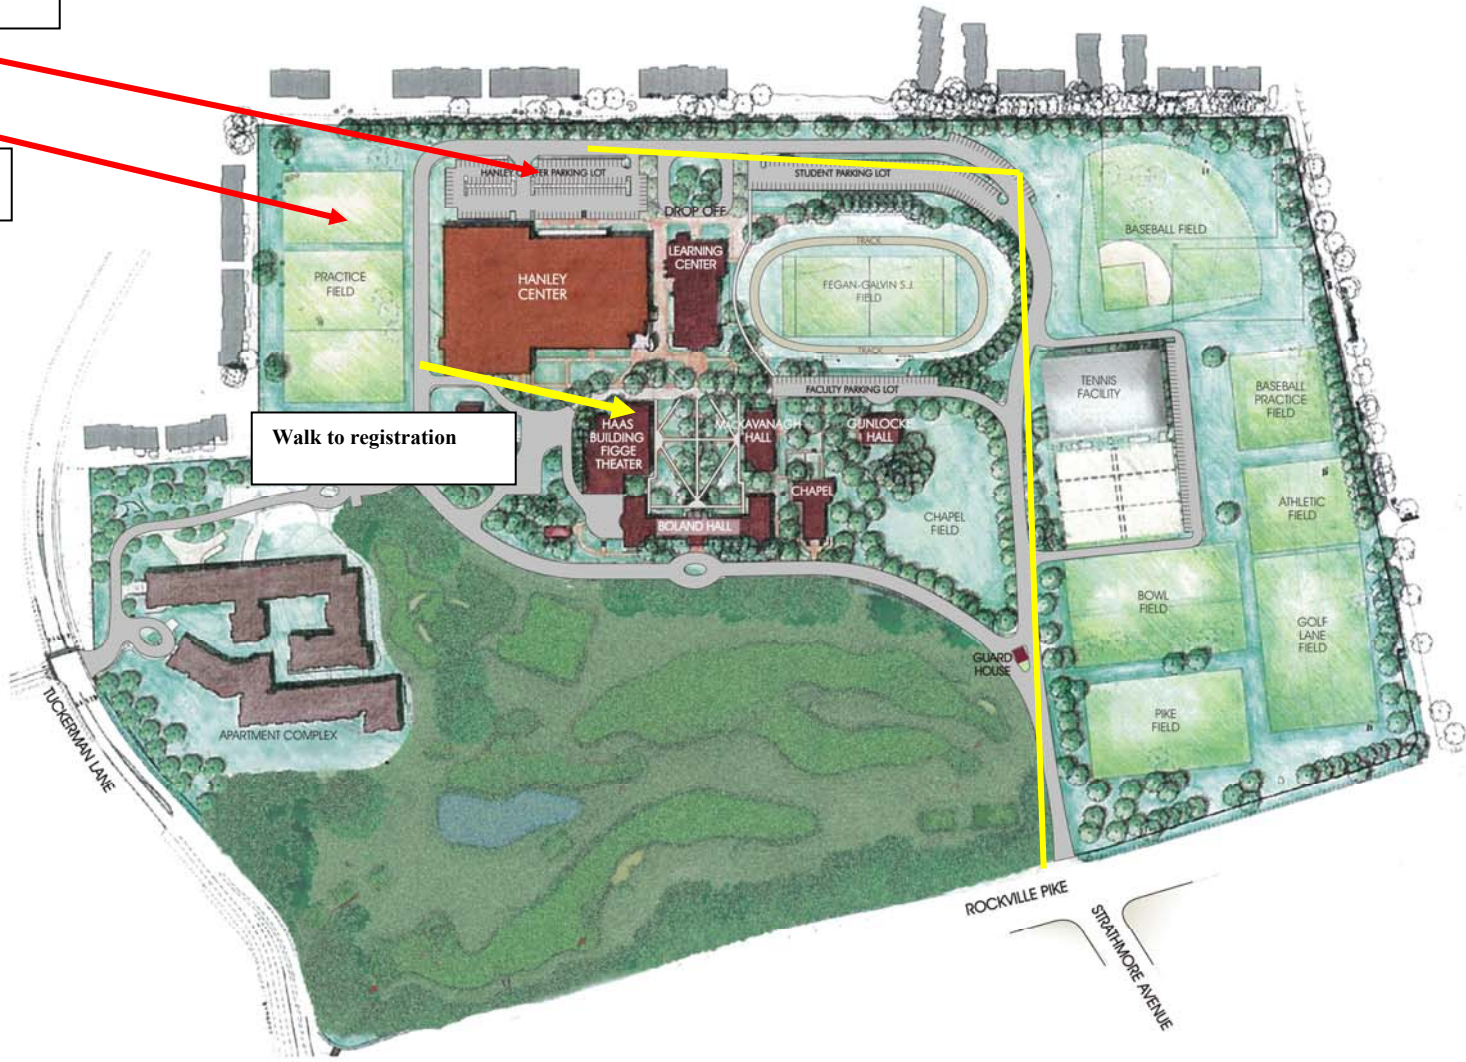 HANLEY
ER PARKING LOT
STUDENT PARKING LOT
DROP OFF
BASEBALL FIELD
TRACK
LEARNING
CENTER
HANLEY
CENTER
PRACTICE
FIELD
FEGAN-GALVIN S.J.
FIELD
TRACK
TENNIS
FACILITY
FACULTY PARKING LOT
BASEBALL
PRACTICE
FIELD
Walk to registration
HAAS
BUILDING
FIGGE
THEATER
MACKAVANAGH
HALL
GUNLOCKE
HALL
CHAPEL
ATHLETIC
FIELD
BOLAND HALL
CHAPEL
FIELD
BOWL
FIELD
GOLF
LANE
FIELD
GUARD
HOUSE
PIKE
FIELD
APARTMENT COMPLEX
TUCKERMAN LANE
ROCKVILLE PIKE
STRATHMORE AVENUE